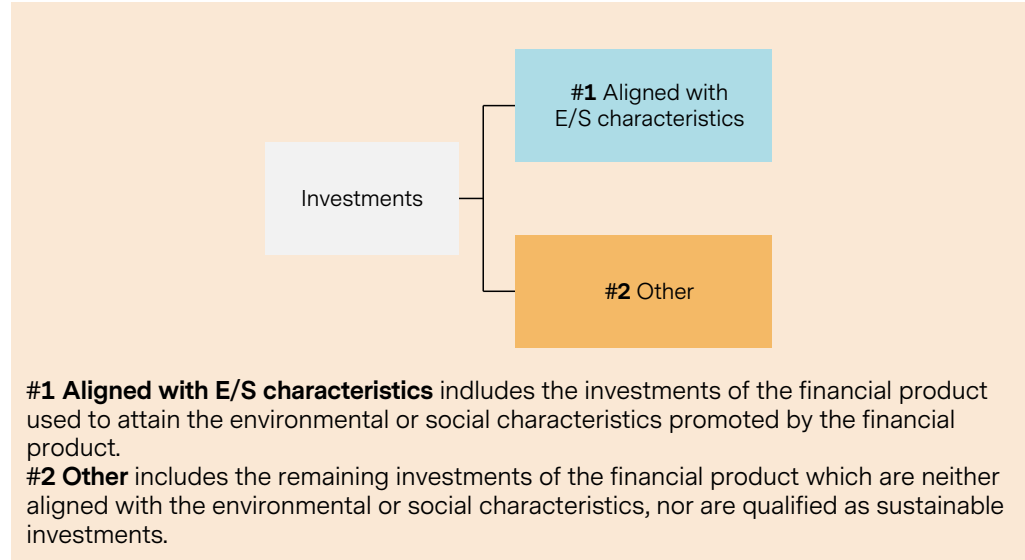 #1 Aligned with
E/S characteristics
Investments
#2 Other
#1 Aligned with E/S characteristics indludes the investments of the financial product
used to attain the environmental or social characteristics promoted by the financial
product.
#2 Other includes the remaining investments of the financial product which are neither
aligned with the environmental or social characteristics, nor are qualified as sustainable
investments.